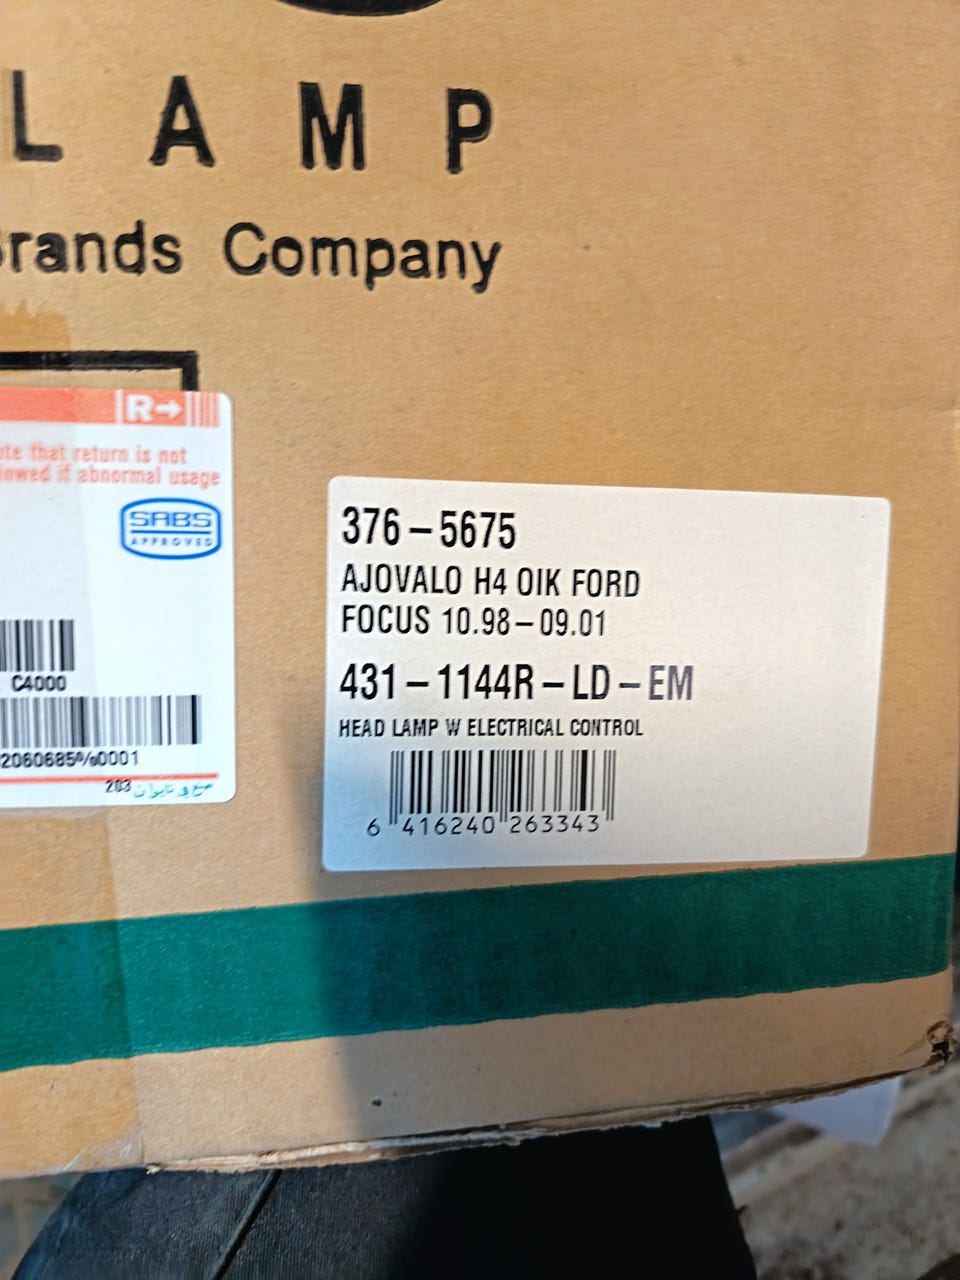 LAMP
Brands Company
R→
ote that return is not
lowed if abnormal usage
SABS
APPROVED
C4000
203
376-5675
AJOVALO H4 OIK FORD
FOCUS 10.98-09.01
431-1144R-LD-EM
HEAD LAMP W ELECTRICAL CONTROL
6 416240 263343